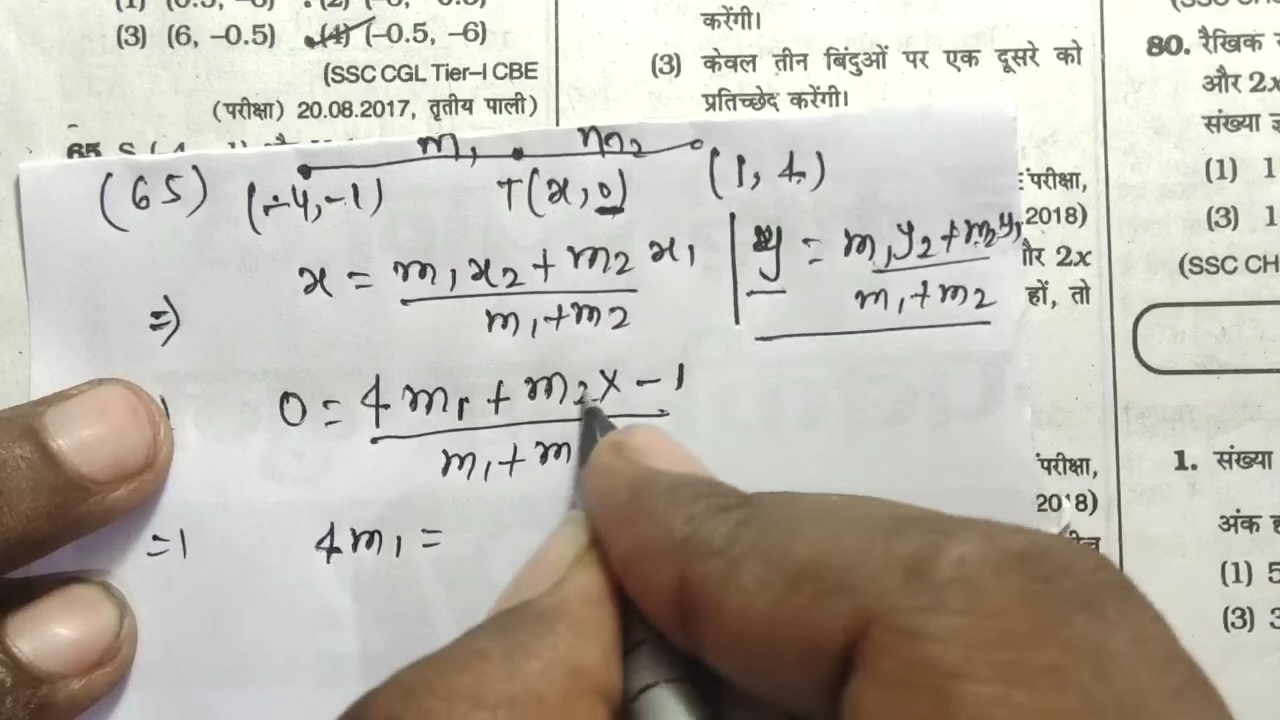 (3) (6, –0.5) (4) (–0.5, –6)
(SSC CGL Tier–I CBE
(परीक्षा) 20.08.2017, तृतीय पाली)
करेंगी।
(3) केवल तीन बिंदुओं पर एक दूसरे को
प्रतिच्छेद करेंगी।
80. रैखिक
और 2x
संख्या
(1) 1
(3) 1
(SSC CH
परीक्षा,
2018)
और 2x
हों, तो
परीक्षा,
2018)
1. संख्या
अंक
(1) 5
(3) 3
m₁ m₂
(65) (-4,-1) T(x, 0) (1, 4)
x = m₁x₂ + m₂x₁ / m₁+m₂ | y = m₁y₂+m₂y₁ / m₁+m₂
⇒
0 = 4m₁ + m₂x-1 / m₁+m
4m₁ =